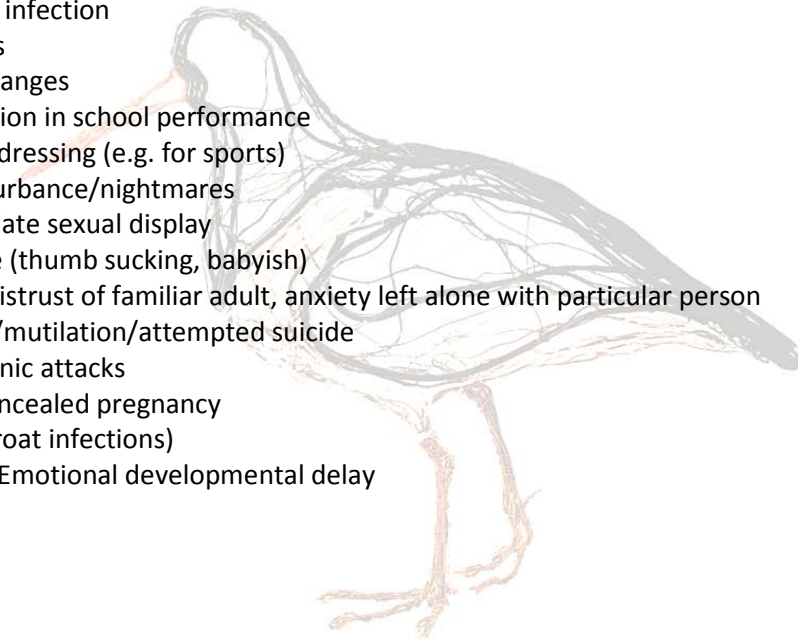 infection
s
anges
ion in school performance
dressing (e.g. for sports)
urbance/nightmares
ate sexual display
e (thumb sucking, babyish)
istrust of familiar adult, anxiety left alone with particular person
/mutilation/attempted suicide
nic attacks
ncealed pregnancy
roat infections)
Emotional developmental delay